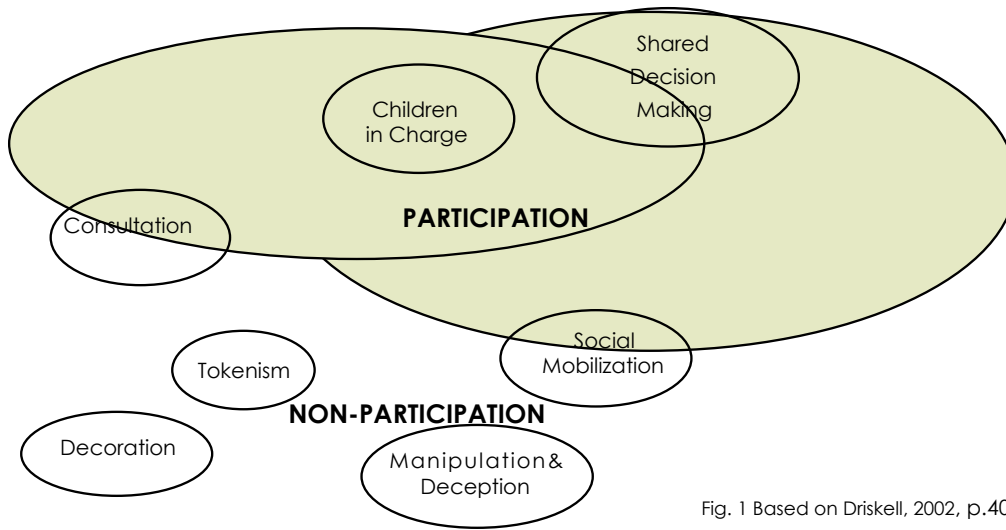 Shared
Decision
Making
Children
in Charge
Consultation
PARTICIPATION
Social
Mobilization
Tokenism
NON-PARTICIPATION
Decoration
Manipulation &
Deception
Fig. 1 Based on Driskell, 2002, p.40